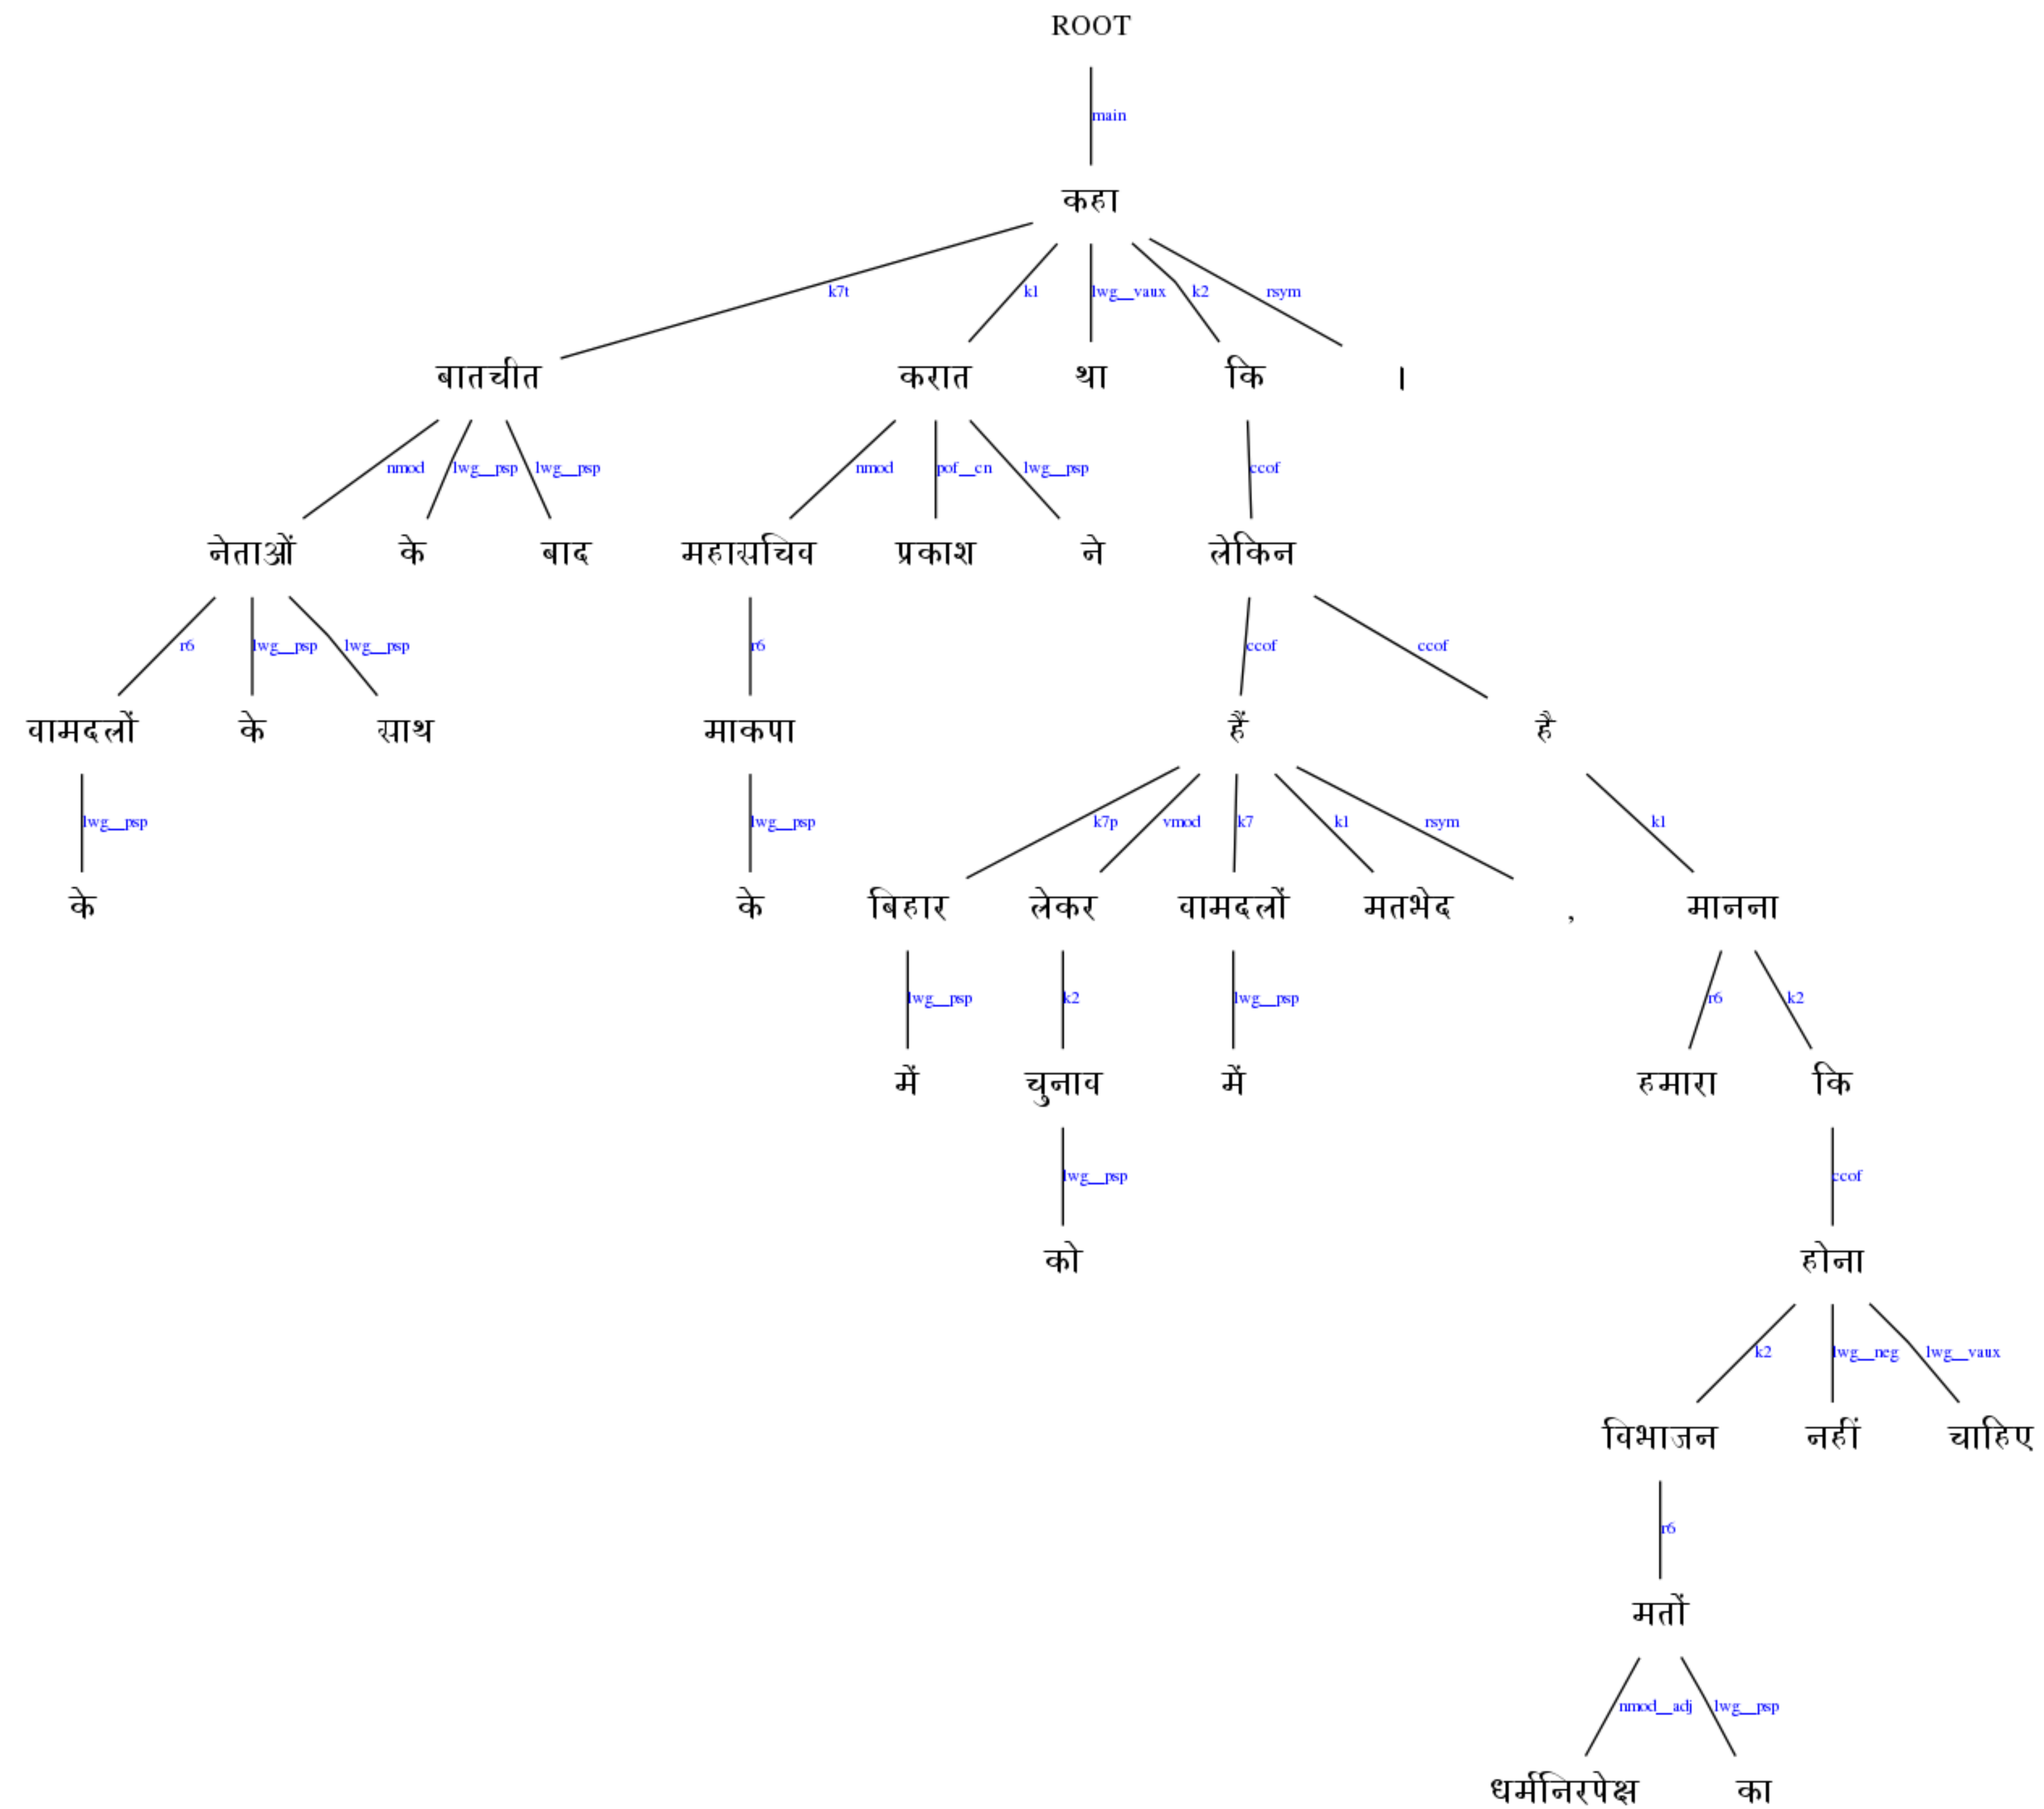 ROOT
main
कहा
k7t k1 lwg__vaux k2 rsym
बातचीत करात था कि ।
nmod lwg__psp lwg__psp nmod pof__cn lwg__psp ccof
नेताओं के बाद महासचिव प्रकाश ने लेकिन
r6 lwg__psp lwg__psp r6 ccof ccof
वामदलों के साथ माकपा हैं है
lwg__psp lwg__psp k7p vmod k7 k1 rsym k1
के के बिहार लेकर वामदलों मतभेद , मानना
lwg__psp k2 lwg__psp r6 k2
में चुनाव में हमारा कि
lwg__psp ccof
को होना
k2 lwg__neg lwg__vaux
विभाजन नहीं चाहिए
r6
मतों
nmod__adj lwg__psp
धर्मनिरपेक्ष का